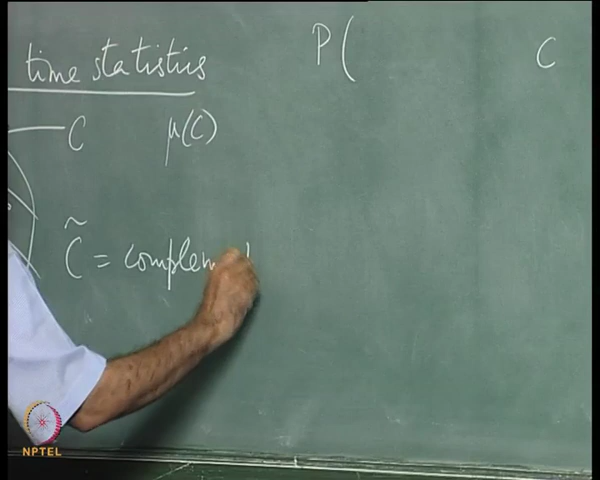 time statistics
P( C
C μ(C)
C̃ = complem
NPTEL